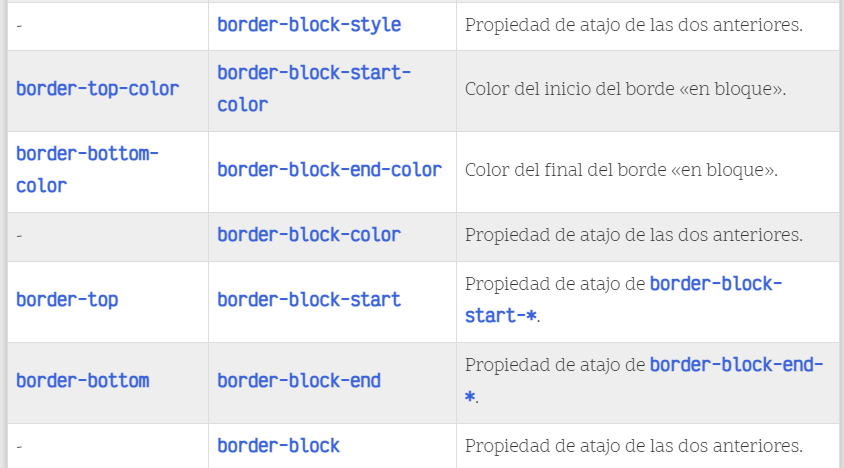 - border-block-style Propiedad de atajo de las dos anteriores.
border-top-color border-block-start-color Color del inicio del borde «en bloque».
border-bottom-color border-block-end-color Color del final del borde «en bloque».
- border-block-color Propiedad de atajo de las dos anteriores.
border-top border-block-start Propiedad de atajo de border-block-start-*.
border-bottom border-block-end Propiedad de atajo de border-block-end-*.
- border-block Propiedad de atajo de las dos anteriores.